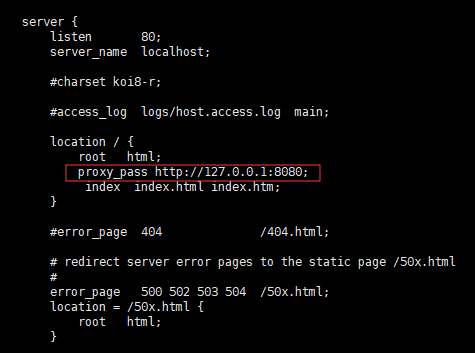 server {
    listen       80;
    server_name  localhost;

    #charset koi8-r;

    #access_log  logs/host.access.log  main;

    location / {
        root   html;
        proxy_pass http://127.0.0.1:8080;
         index  index.html index.htm;
    }

    #error_page  404              /404.html;

    # redirect server error pages to the static page /50x.html
    #
    error_page   500 502 503 504  /50x.html;
    location = /50x.html {
        root   html;
    }